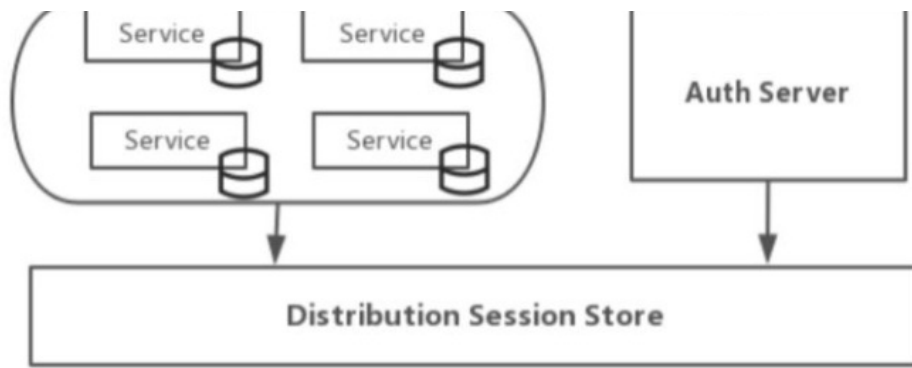 Service
Service
Auth Server
Service
Service
Distribution Session Store